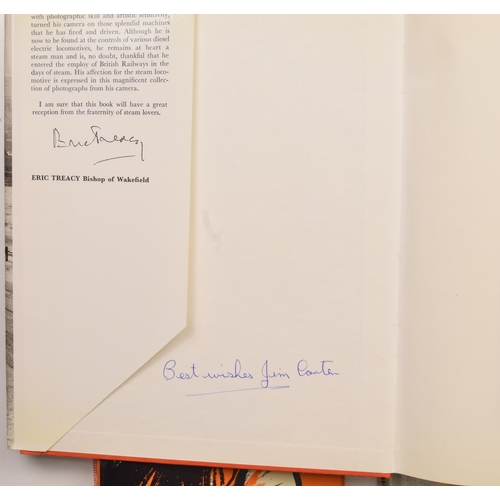 with photographic skill and artistic sensitivity,
turned his camera on those splendid machines
that he has fired and driven. Although he is
now to be found at the controls of various diesel
electric locomotives, he remains at heart a
steam man and is, no doubt, thankful that he
entered the employ of British Railways in the
days of steam. His affection for the steam loco-
motive is expressed in this magnificent collec-
tion of photographs from his camera.
I am sure that this book will have a great
reception from the fraternity of steam lovers.
Eric Treacy
ERIC TREACY Bishop of Wakefield
Best wishes Jim Carter